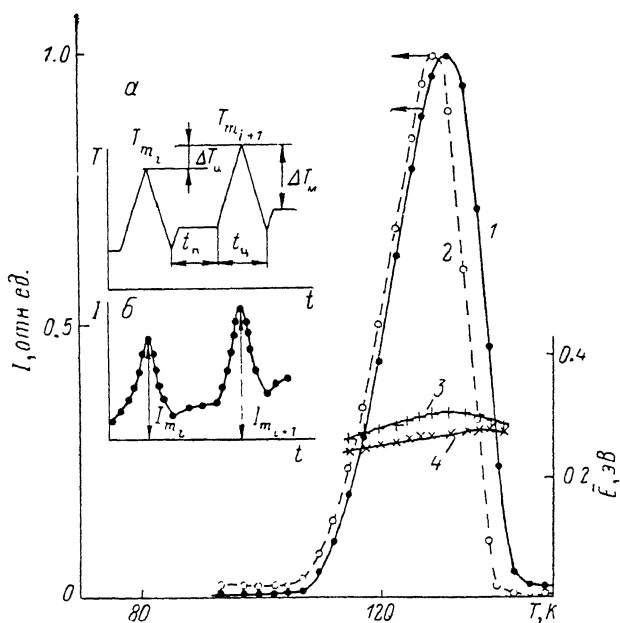 1.0
а
T
T_{m_i}
T_{m_{i+1}}
ΔT_ц
ΔT_м
t_п
t_ц
t
I, отн ед.
0.5
I
б
I_{m_i}
I_{m_{i+1}}
t
1
2
3
4
0.4
0.2
Ē, эВ
0
80
120
T, К